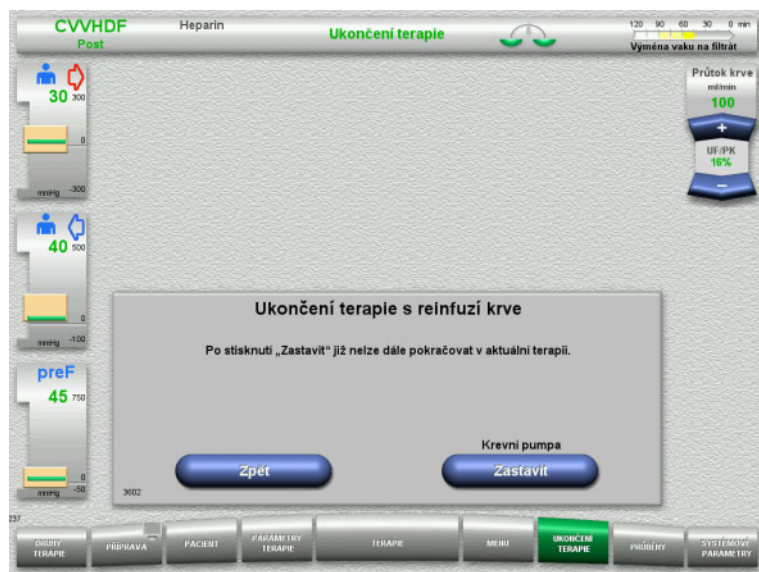 CVVHDF
Post
Heparin
Ukončení terapie
120 90 60 30 0 min
Výměna vaku na filtrát
30
300
0
mmHg -300
40
500
0
mmHg -100
preF
45
750
0
mmHg -50
Průtok krve
ml/min
100
+
UF/PK
16%
−
Ukončení terapie s reinfuzí krve
Po stisknutí „Zastavit“ již nelze dále pokračovat v aktuální terapii.
Krevní pumpa
Zpět
Zastavit
3602
237
DRUHY TERAPIE
PŘÍPRAVA
PACIENT
PARAMETRY TERAPIE
TERAPIE
MENU
UKONČENÍ TERAPIE
PRŮBĚHY
SYSTÉMOVÉ PARAMETRY